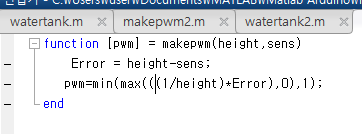 C:\Users\user\Documents\MATLAB\Matlab Arduino\
watertank.m × makepwm2.m × watertank2.m ×
function [pwm] = makepwm(height,sens)
Error = height-sens;
pwm=min(max(((1/height)*Error),0),1);
end